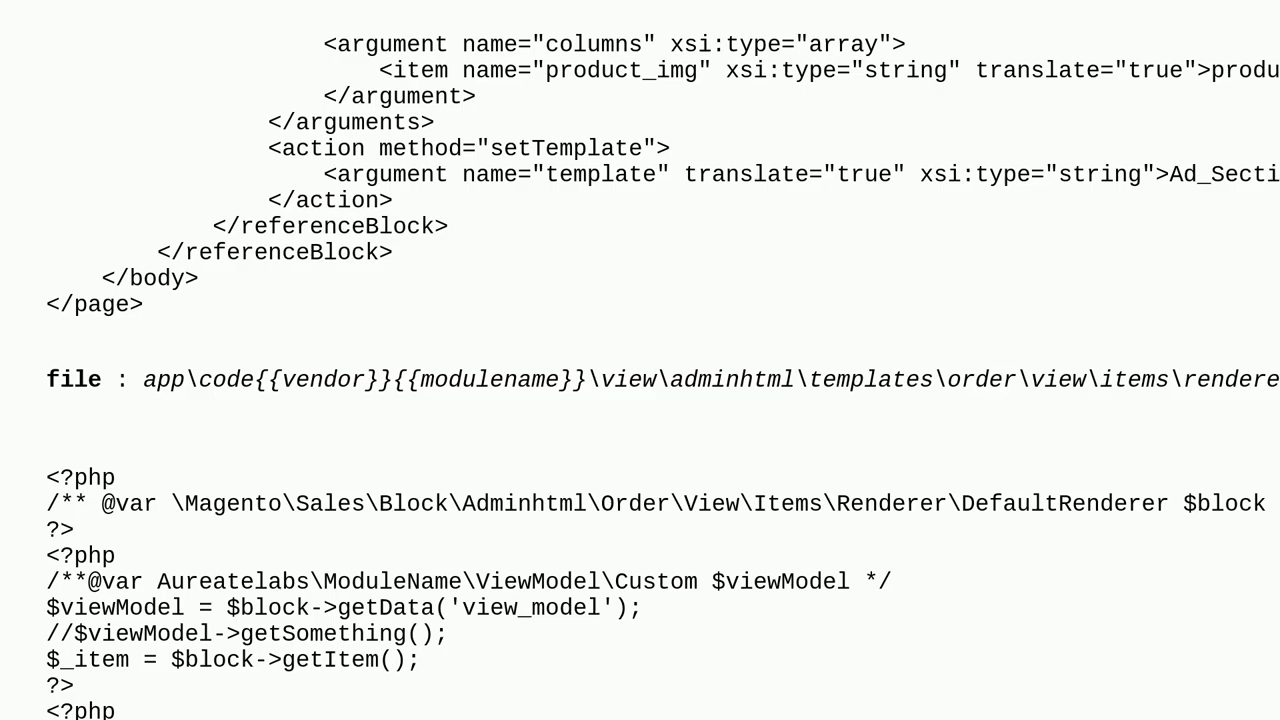 <argument name="columns" xsi:type="array">
<item name="product_img" xsi:type="string" translate="true">produ
</argument>
</arguments>
<action method="setTemplate">
<argument name="template" translate="true" xsi:type="string">Ad_Secti
</action>
</referenceBlock>
</referenceBlock>
</body>
</page>
file : app\code{{vendor}}{{modulename}}\view\adminhtml\templates\order\view\items\rendere
<?php
/** @var \Magento\Sales\Block\Adminhtml\Order\View\Items\Renderer\DefaultRenderer $block
?>
<?php
/**@var Aureatelabs\ModuleName\ViewModel\Custom $viewModel */
$viewModel = $block->getData('view_model');
//$viewModel->getSomething();
$_item = $block->getItem();
?>
<?php